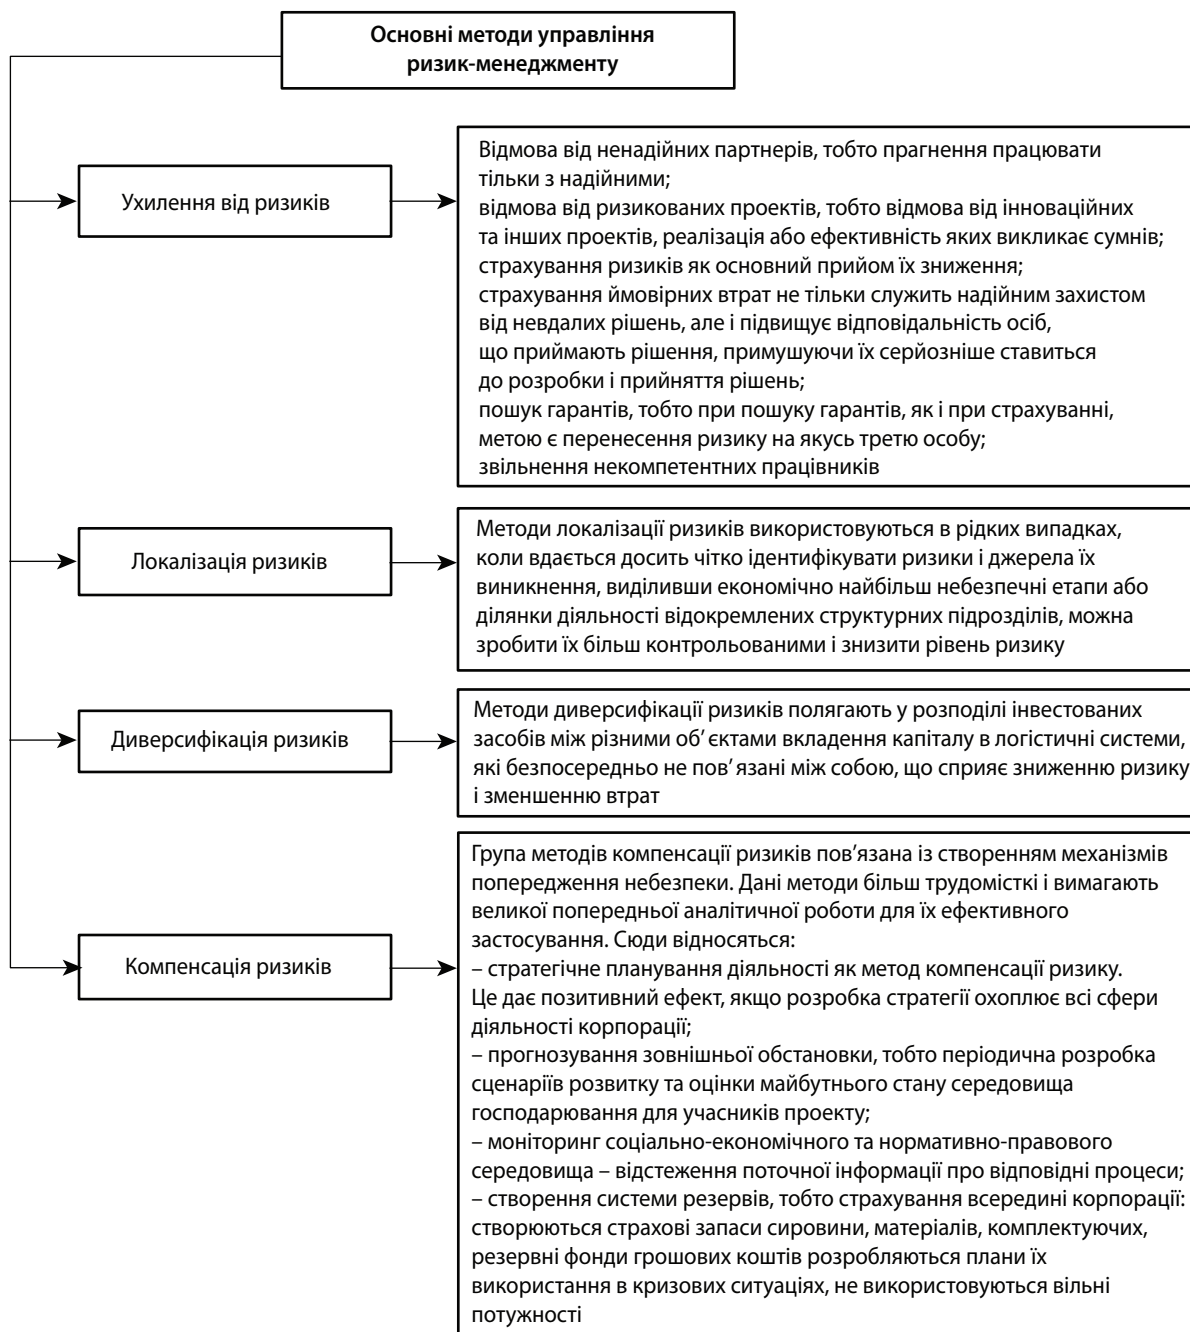 Основні методи управління
ризик-менеджменту
Ухилення від ризиків
Відмова від ненадійних партнерів, тобто прагнення працювати
тільки з надійними;
відмова від ризикованих проектів, тобто відмова від інноваційних
та інших проектів, реалізація або ефективність яких викликає сумнів;
страхування ризиків як основний прийом їх зниження;
страхування ймовірних втрат не тільки служить надійним захистом
від невдалих рішень, але і підвищує відповідальність осіб,
що приймають рішення, примушуючи їх серйозніше ставиться
до розробки і прийняття рішень;
пошук гарантів, тобто при пошуку гарантів, як і при страхуванні,
метою є перенесення ризику на якусь третю особу;
звільнення некомпетентних працівників
Локалізація ризиків
Методи локалізації ризиків використовуються в рідких випадках,
коли вдається досить чітко ідентифікувати ризики і джерела їх
виникнення, виділивши економічно найбільш небезпечні етапи або
ділянки діяльності відокремлених структурних підрозділів, можна
зробити їх більш контрольованими і знизити рівень ризику
Диверсифікація ризиків
Методи диверсифікації ризиків полягають у розподілі інвестованих
засобів між різними об’ єктами вкладення капіталу в логістичні системи,
які безпосередньо не пов’ язані між собою, що сприяє зниженню ризику
і зменшенню втрат
Компенсація ризиків
Група методів компенсації ризиків пов’язана із створенням механізмів
попередження небезпеки. Дані методи більш трудомісткі і вимагають
великої попередньої аналітичної роботи для їх ефективного
застосування. Сюди відносяться:
– стратегічне планування діяльності як метод компенсації ризику.
Це дає позитивний ефект, якщо розробка стратегії охоплює всі сфери
діяльності корпорації;
– прогнозування зовнішньої обстановки, тобто періодична розробка
сценаріїв розвитку та оцінки майбутнього стану середовища
господарювання для учасників проекту;
– моніторинг соціально-економічного та нормативно-правового
середовища – відстеження поточної інформації про відповідні процеси;
– створення системи резервів, тобто страхування всередині корпорації:
створюються страхові запаси сировини, матеріалів, комплектуючих,
резервні фонди грошових коштів розробляються плани їх
використання в кризових ситуаціях, не використовуються вільні
потужності